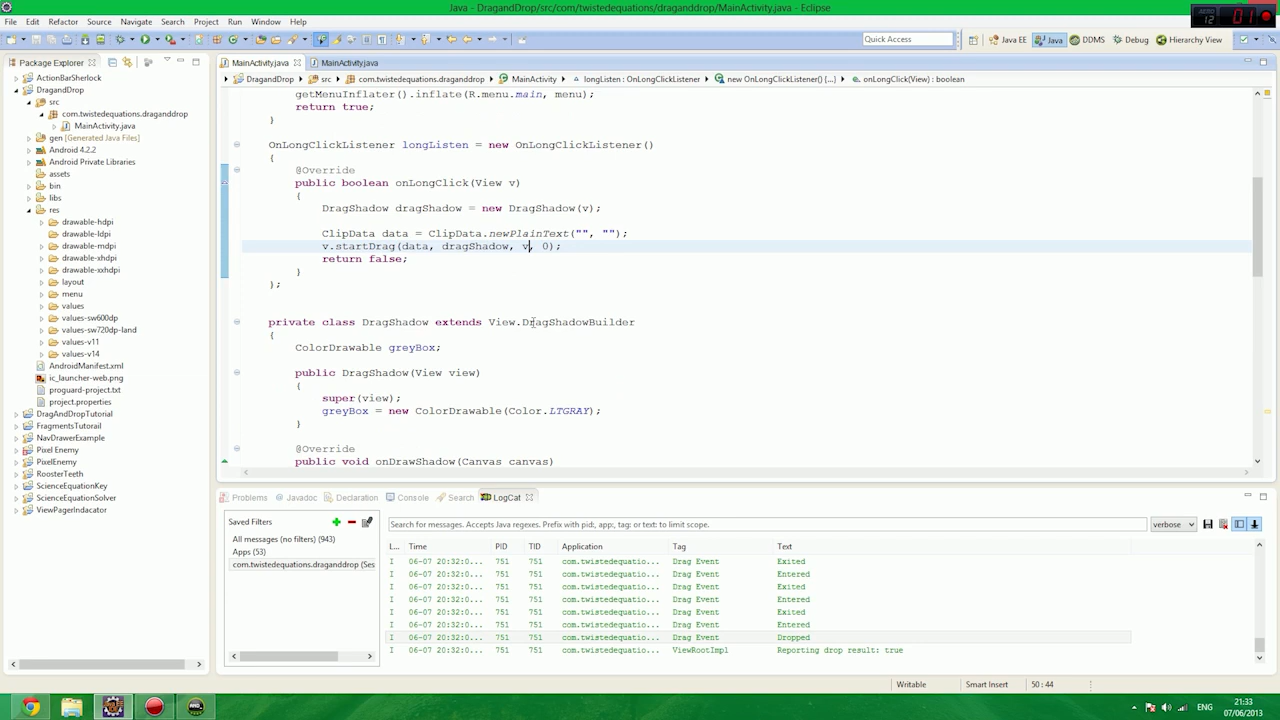 Java - DragandDrop/src/com/twistedequations/draganddrop/MainActivity.java - Eclipse
File Edit Refactor Source Navigate Search Project Run Window Help
12 01
Quick Access Java EE Java DDMS Debug Hierarchy View
Package Explorer
MainActivity.java MainActivity.java
DragandDrop src com.twistedequations.draganddrop MainActivity longListen : OnLongClickListener new OnLongClickListener() {...} onLongClick(View) : boolean
ActionBarSherlock
DragandDrop
src
com.twistedequations.draganddrop
MainActivity.java
gen [Generated Java Files]
Android 4.2.2
Android Private Libraries
assets
bin
libs
res
drawable-hdpi
drawable-ldpi
drawable-mdpi
drawable-xhdpi
drawable-xxhdpi
layout
menu
values
values-sw600dp
values-sw720dp-land
values-v11
values-v14
AndroidManifest.xml
ic_launcher-web.png
proguard-project.txt
project.properties
DragAndDropTutorial
FragmentsTutorail
NavDrawerExample
Pixel Enemy
PixelEnemy
RoosterTeeth
ScienceEquationKey
ScienceEquationSolver
ViewPagerIndacator
getMenuInflater().inflate(R.menu.main, menu);
return true;
}
OnLongClickListener longListen = new OnLongClickListener()
{
@Override
public boolean onLongClick(View v)
{
DragShadow dragShadow = new DragShadow(v);
ClipData data = ClipData.newPlainText("", "");
v.startDrag(data, dragShadow, v, 0);
return false;
}
};
private class DragShadow extends View.DragShadowBuilder
{
ColorDrawable greyBox;
public DragShadow(View view)
{
super(view);
greyBox = new ColorDrawable(Color.LTGRAY);
}
@Override
public void onDrawShadow(Canvas canvas)
Problems Javadoc Declaration Console Search LogCat
Saved Filters
All messages (no filters) (943)
Apps (53)
com.twistedequations.draganddrop (Ses
Search for messages. Accepts Java regexes. Prefix with pid:, app:, tag: or text: to limit scope.
verbose
L... Time PID TID Application Tag Text
I 06-07 20:32:0... 751 751 com.twistedequatio... Drag Event Exited
I 06-07 20:32:0... 751 751 com.twistedequatio... Drag Event Entered
I 06-07 20:32:0... 751 751 com.twistedequatio... Drag Event Exited
I 06-07 20:32:0... 751 751 com.twistedequatio... Drag Event Entered
I 06-07 20:32:0... 751 751 com.twistedequatio... Drag Event Exited
I 06-07 20:32:0... 751 751 com.twistedequatio... Drag Event Entered
I 06-07 20:32:0... 751 751 com.twistedequatio... Drag Event Dropped
I 06-07 20:32:0... 751 751 com.twistedequatio... ViewRootImpl Reporting drop result: true
Writable Smart Insert 50 : 44
ENG
21:33
07/06/2013